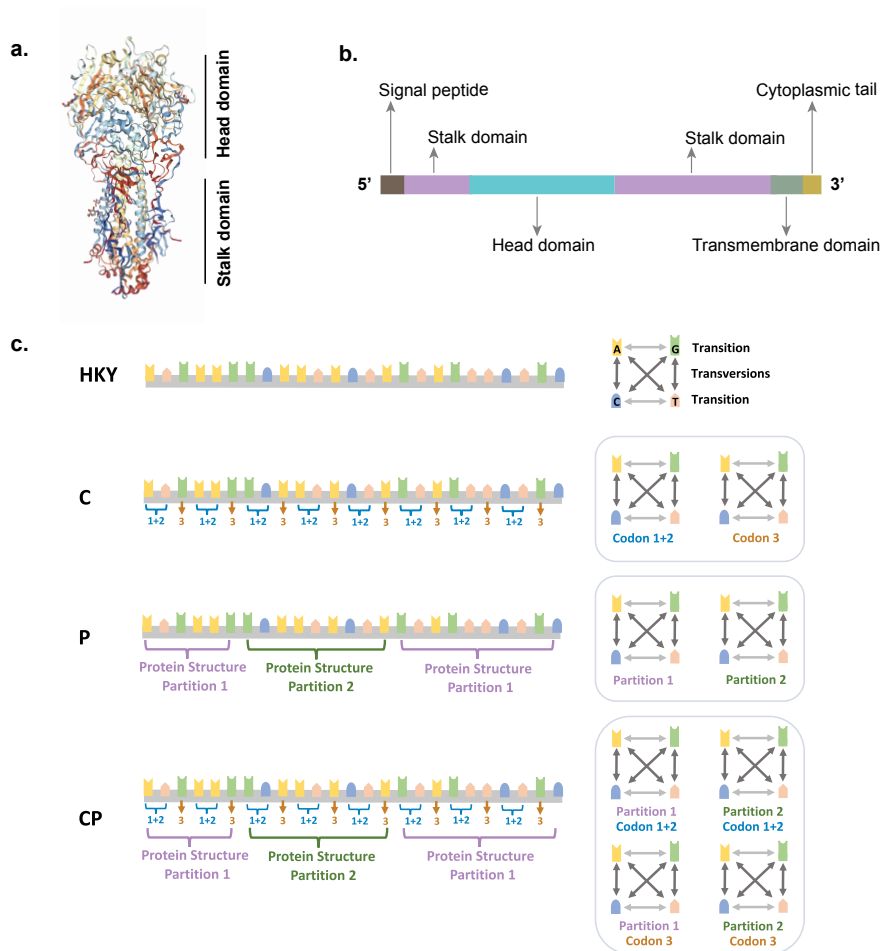 a.
Head domain
Stalk domain
b.
Signal peptide
Cytoplasmic tail
Stalk domain
Stalk domain
5’
3’
Head domain
Transmembrane domain
c.
HKY
A
G
Transition
Transversions
C
T
Transition
C
1+2 3 1+2 3 1+2 3 1+2 3 1+2 3 1+2 3 1+2 3 1+2 3
Codon 1+2
Codon 3
P
Protein Structure
Partition 1
Protein Structure
Partition 2
Protein Structure
Partition 1
Partition 1
Partition 2
CP
1+2 3 1+2 3 1+2 3 1+2 3 1+2 3 1+2 3 1+2 3 1+2 3
Protein Structure
Partition 1
Protein Structure
Partition 2
Protein Structure
Partition 1
Partition 1
Codon 1+2
Partition 2
Codon 1+2
Partition 1
Codon 3
Partition 2
Codon 3